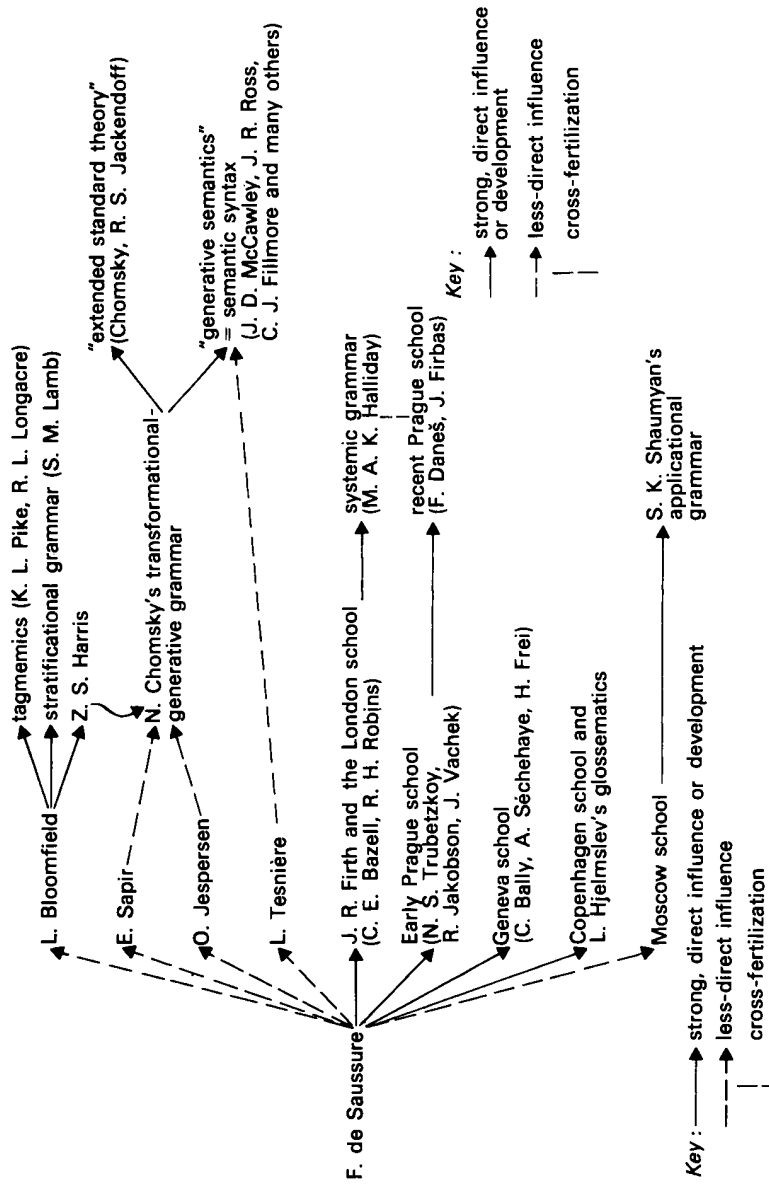 F. de Saussure
L. Bloomfield
E. Sapir
O. Jespersen
L. Tesnière
J. R. Firth and the London school
(C. E. Bazell, R. H. Robins)
Early Prague school
(N. S. Trubetzkoy,
R. Jakobson, J. Vachek)
Geneva school
(C. Bally, A. Séchehaye, H. Frei)
Copenhagen school and
L. Hjelmslev's glossematics
Moscow school
tagmemics (K. L. Pike, R. L. Longacre)
stratificational grammar (S. M. Lamb)
Z. S. Harris
N. Chomsky's transformational-
generative grammar
"extended standard theory"
(Chomsky, R. S. Jackendoff)
"generative semantics"
= semantic syntax
(J. D. McCawley, J. R. Ross,
C. J. Fillmore and many others)
systemic grammar
(M. A. K. Halliday)
recent Prague school
(F. Daneš, J. Firbas)
S. K. Shaumyan's
applicational
grammar
Key:
strong, direct influence
or development
less-direct influence
cross-fertilization
Key: strong, direct influence or development
less-direct influence
cross-fertilization